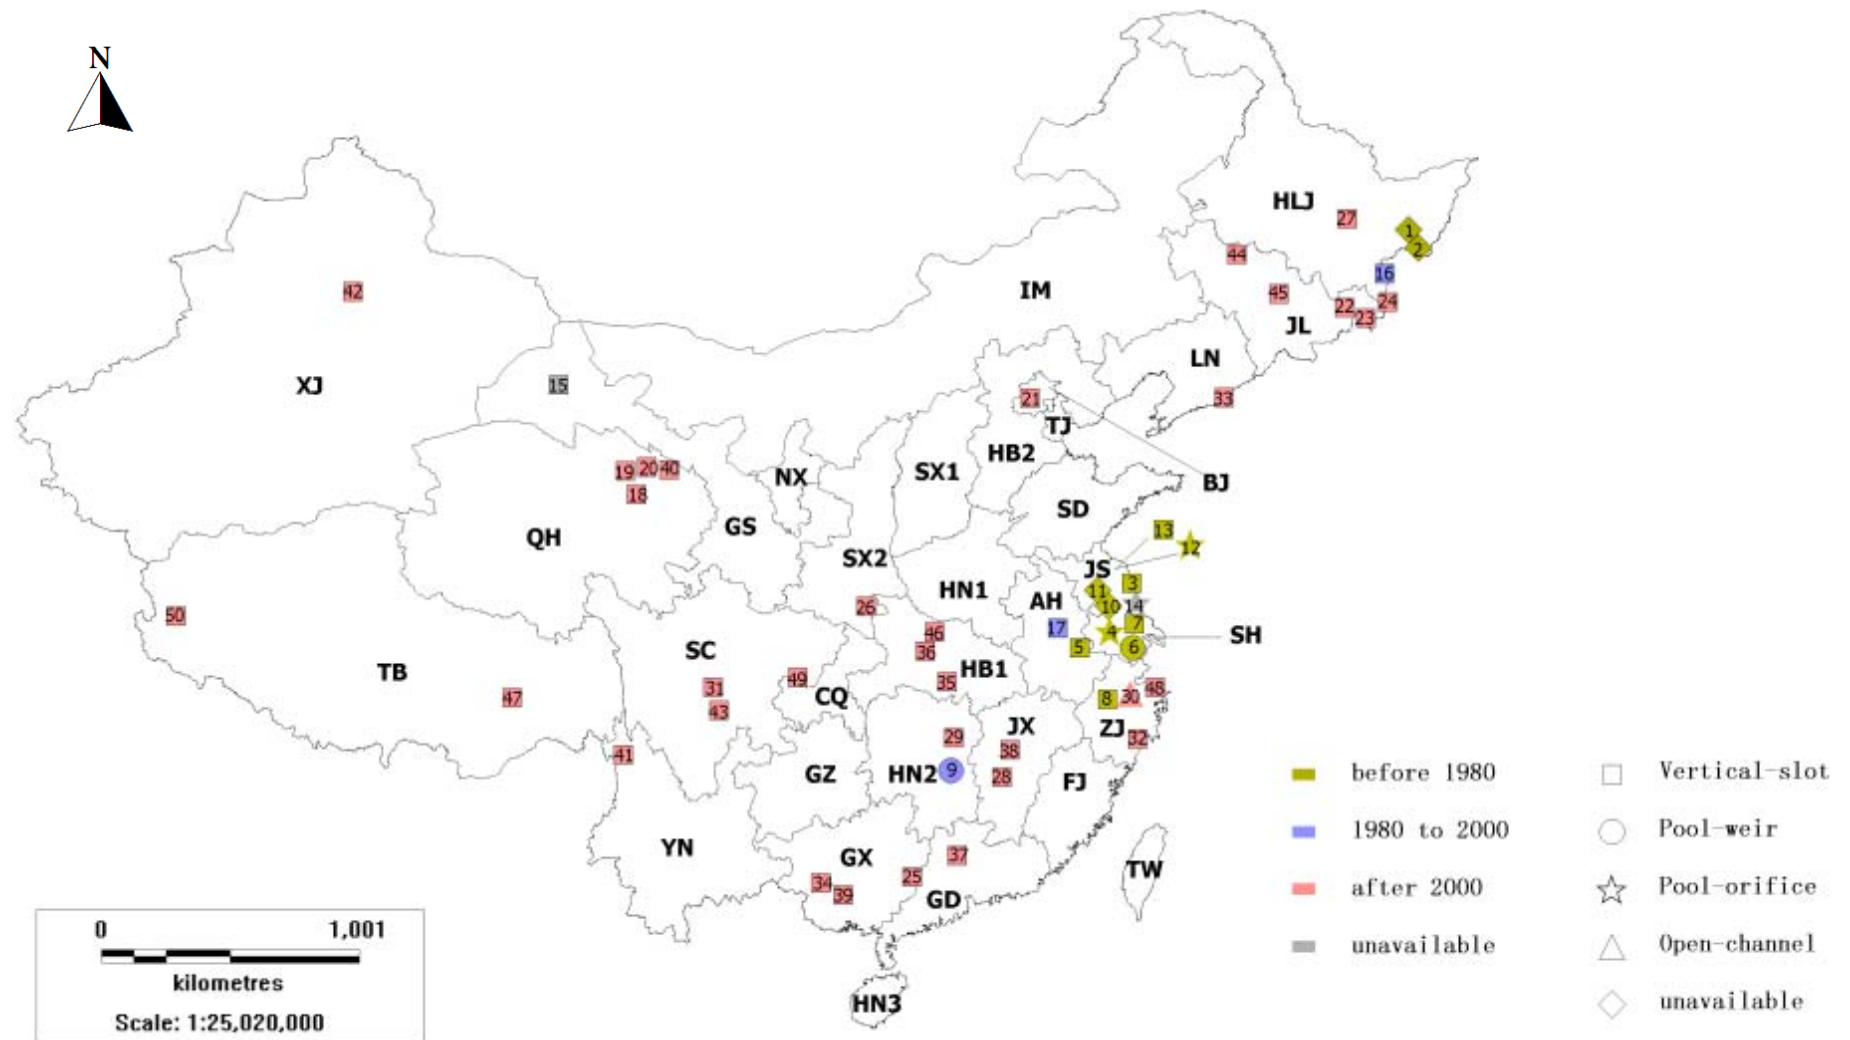 N
HLJ
27
1
2
44
16
42
IM
45
24
22
23
JL
LN
XJ
15
21
33
TJ
HB2
SX1
NX
19
20
40
BJ
18
SD
GS
13
QH
12
SX2
JS
3
HN1
11
AH
10
14
26
50
7
17
4
46
SH
SC
36
5
6
HB1
TB
49
35
31
48
CQ
30
47
8
43
JX
ZJ
29
32
38
41
9
HN2
GZ
28
FJ
before 1980
Vertical-slot
1980 to 2000
Pool-weir
YN
GX
37
TW
34
25
39
GD
after 2000
Pool-orifice
unavailable
Open-channel
HN3
unavailable
0 1,001
kilometres
Scale: 1:25,020,000